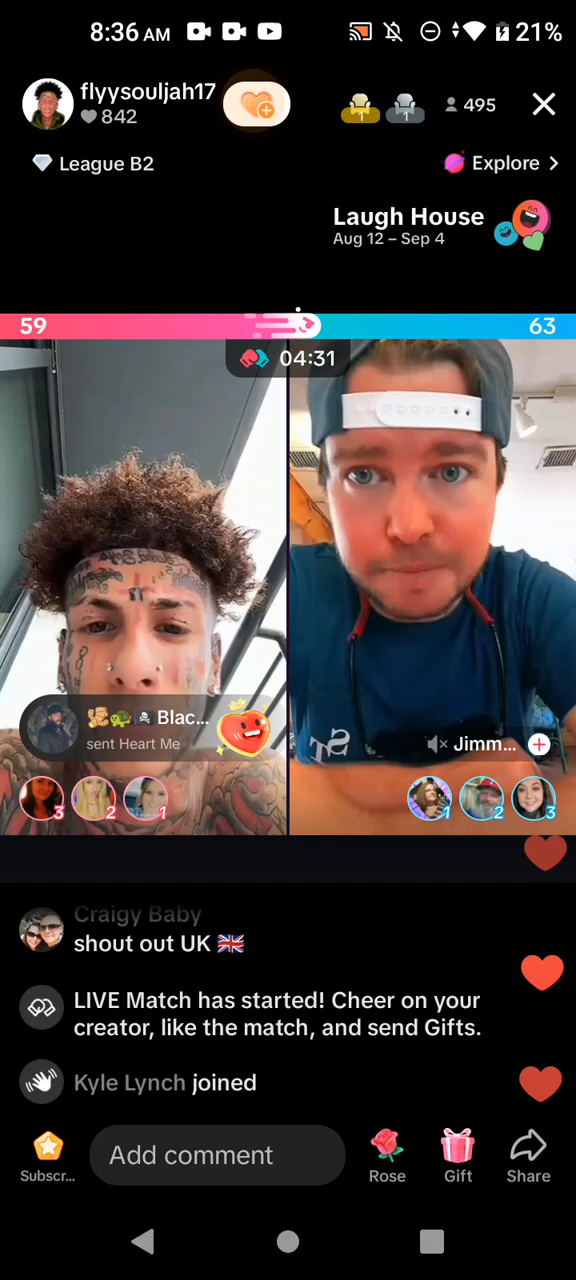 8:36 AM
21%
flyysouljah17
842
495
League B2
Explore
Laugh House
Aug 12 – Sep 4
59
63
04:31
Blac...
sent Heart Me
Jimm...
3
2
1
1
2
3
Craigy Baby
shout out UK 🇬🇧
LIVE Match has started! Cheer on your
creator, like the match, and send Gifts.
Kyle Lynch joined
Add comment
Subscr...
Rose
Gift
Share